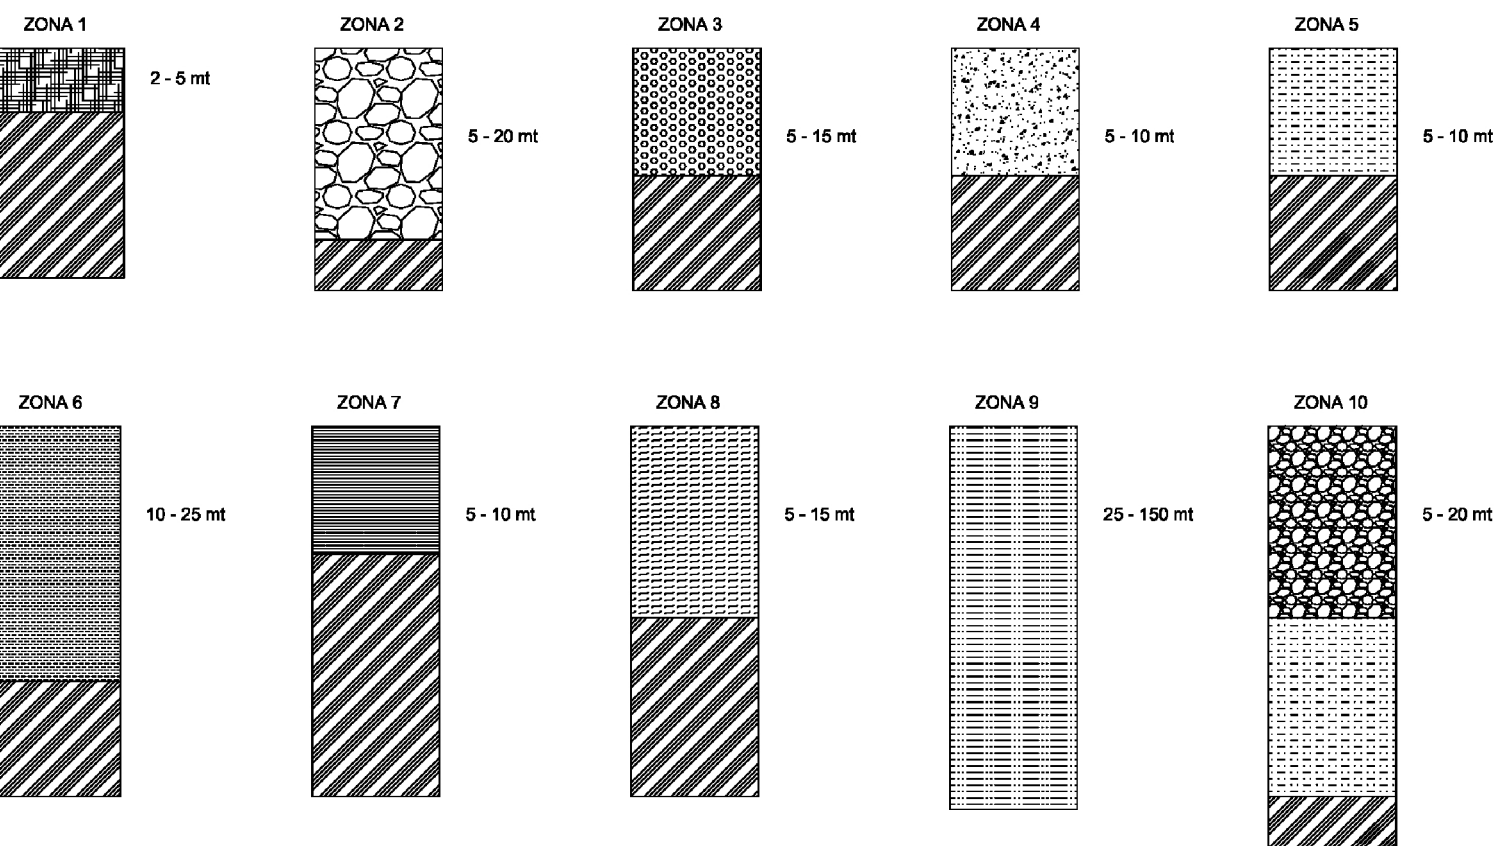 ZONA 1
ZONA 2
ZONA 3
ZONA 4
ZONA 5
2 - 5 mt
5 - 20 mt
5 - 15 mt
5 - 10 mt
5 - 10 mt
ZONA 6
ZONA 7
ZONA 8
ZONA 9
ZONA 10
10 - 25 mt
5 - 10 mt
5 - 15 mt
25 - 150 mt
5 - 20 mt